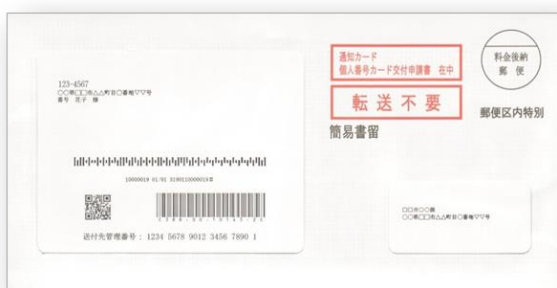 123-4567
〇〇県□□市△△町百〇番地▽▽号
番号 花子 様
10000019 01/01 3190110000019
送付先管理番号： 1234 5678 9012 3456 7890 1
通知カード
個人番号カード交付申請書 在中
転送不要
簡易書留
料金後納
郵便
郵便区内特別
□□市〇〇課
〇〇県□□市△△町百〇番地▽▽号